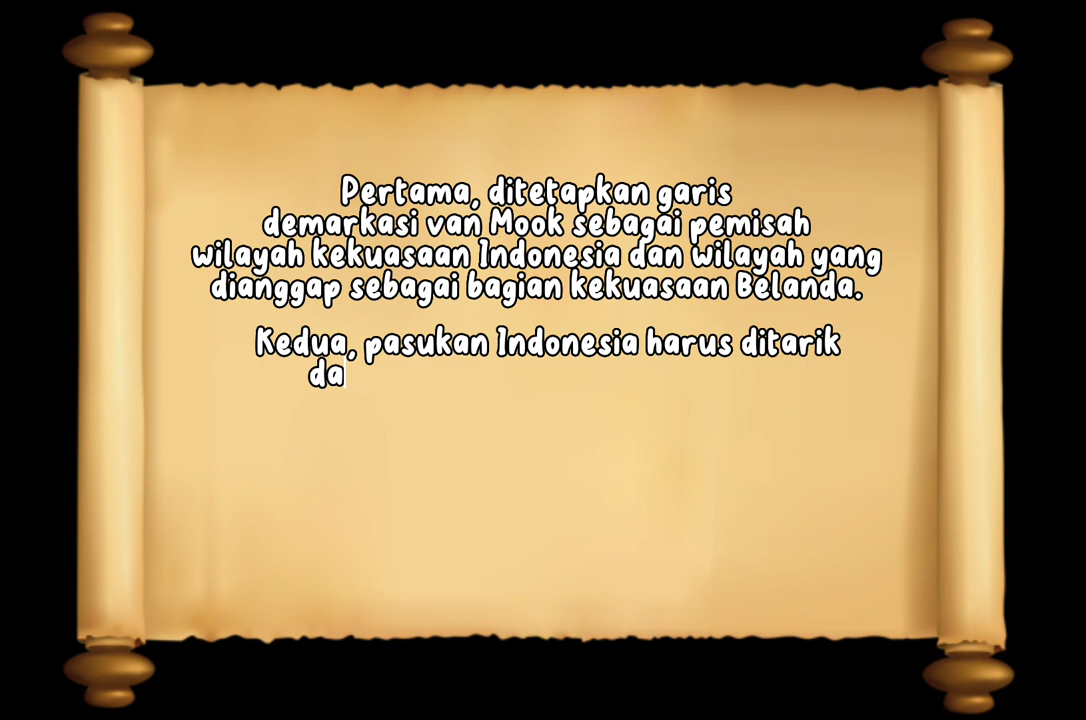 Pertama, ditetapkan garis
demarkasi van Mook sebagai pemisah
wilayah kekuasaan Indonesia dan wilayah yang
dianggap sebagai bagian kekuasaan Belanda.
Kedua, pasukan Indonesia harus ditarik
da